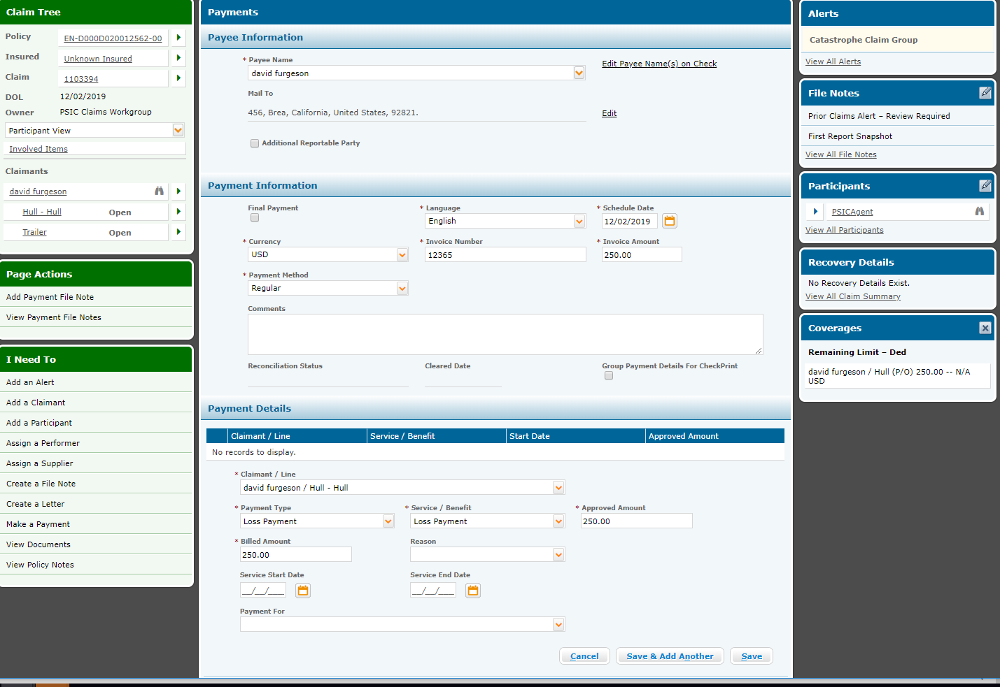 Claim Tree
Policy EN-D000D020012562-00
Insured Unknown Insured
Claim 1103394
DOL 12/02/2019
Owner PSIC Claims Workgroup
Participant View
Involved Items
Claimants
david furgeson
Hull - Hull Open
Trailer Open
Page Actions
Add Payment File Note
View Payment File Notes
I Need To
Add an Alert
Add a Claimant
Add a Participant
Assign a Performer
Assign a Supplier
Create a File Note
Create a Letter
Make a Payment
View Documents
View Policy Notes
Payments
Payee Information
* Payee Name
david furgeson
Edit Payee Name(s) on Check
Mail To
456, Brea, California, United States, 92821.
Edit
Additional Reportable Party
Payment Information
Final Payment * Language * Schedule Date
English 12/02/2019
* Currency * Invoice Number * Invoice Amount
USD 12365 250.00
* Payment Method
Regular
Comments
Reconciliation Status Cleared Date Group Payment Details For CheckPrint
Payment Details
Claimant / Line Service / Benefit Start Date Approved Amount
No records to display.
* Claimant / Line
david furgeson / Hull - Hull
* Payment Type * Service / Benefit * Approved Amount
Loss Payment Loss Payment 250.00
* Billed Amount Reason
250.00
Service Start Date Service End Date
__/__/___ __/__/___
Payment For
Cancel Save & Add Another Save
Alerts
Catastrophe Claim Group
View All Alerts
File Notes
Prior Claims Alert – Review Required
First Report Snapshot
View All File Notes
Participants
PSICAgent
View All Participants
Recovery Details
No Recovery Details Exist.
View All Claim Summary
Coverages
Remaining Limit – Ded
david furgeson / Hull (P/O) 250.00 -- N/A
USD